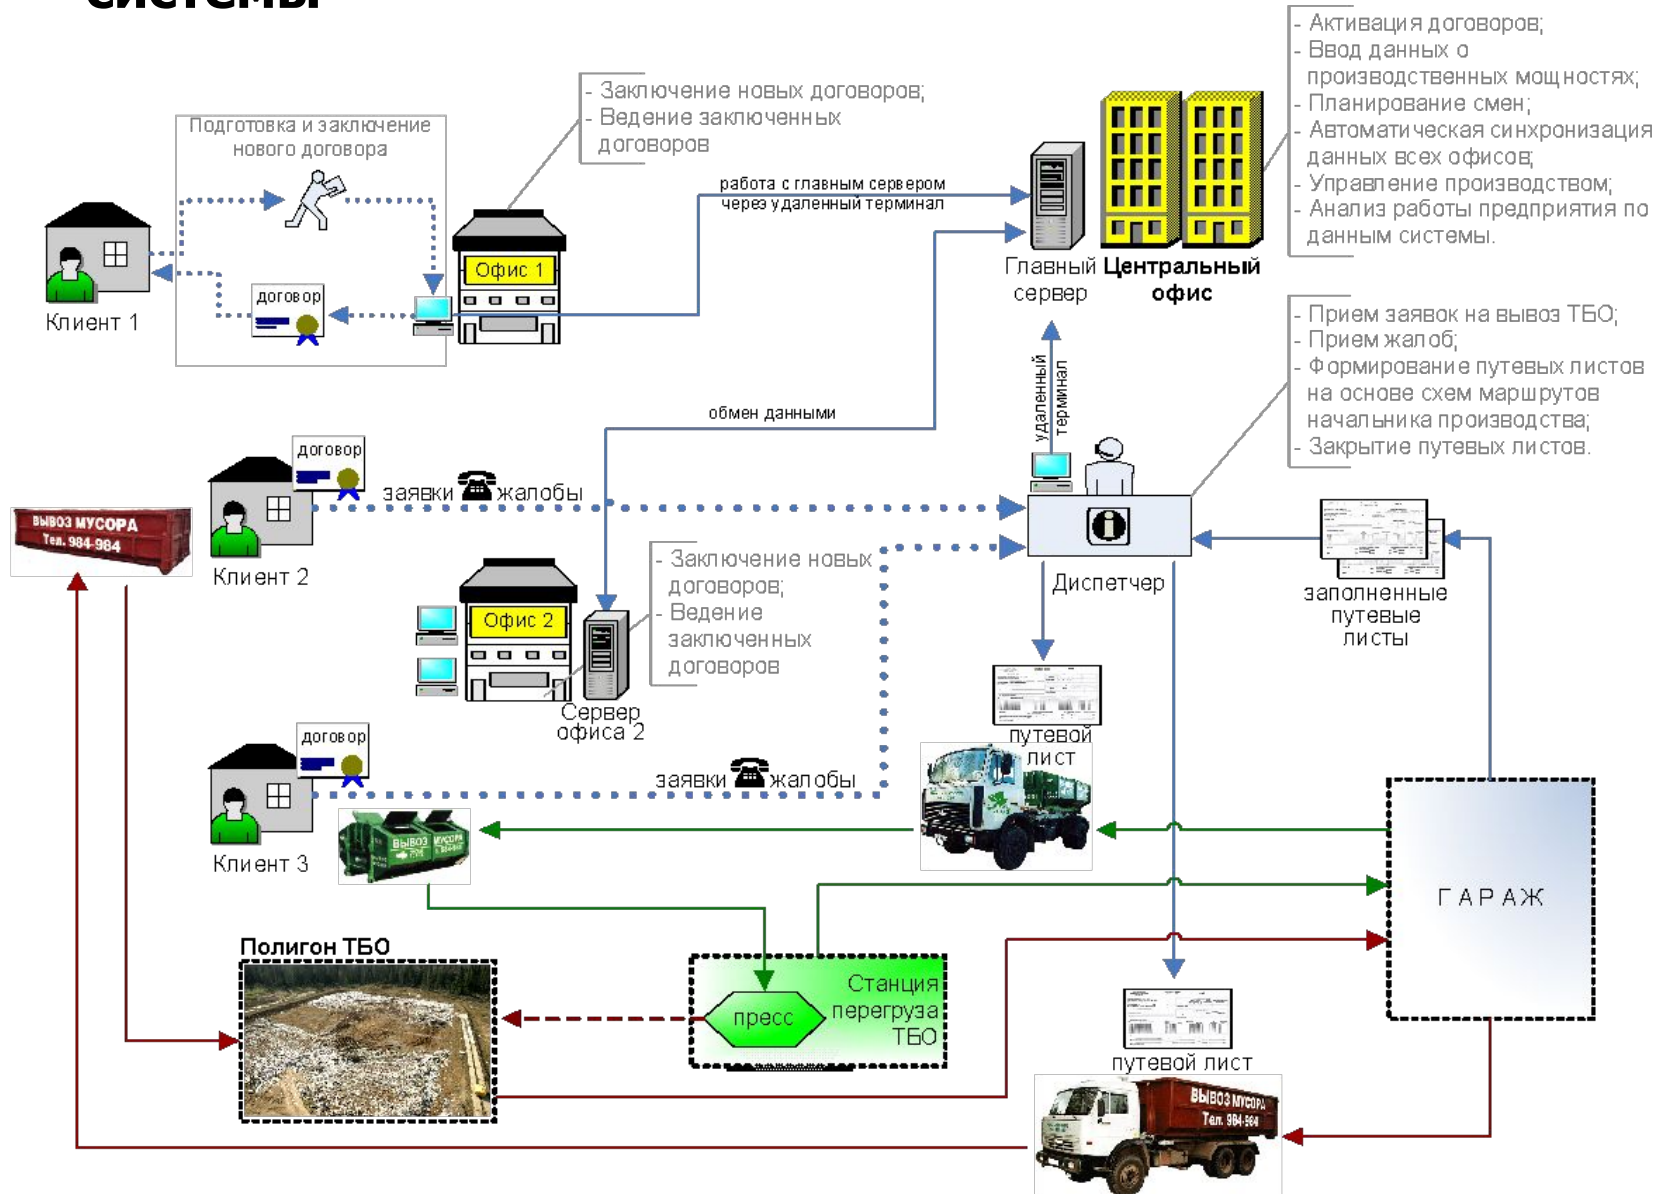 системы
- Активация договоров;
- Ввод данных о
производственных мощностях;
- Планирование смен;
- Автоматическая синхронизация
данных всех офисов;
- Управление производством;
- Анализ работы предприятия по
данным системы.
- Заключение новых договоров;
- Ведение заключенных
договоров
Подготовка и заключение
нового договора
работа с главным сервером
через удаленный терминал
Офис 1
договор
Клиент 1
Главный
сервер
Центральный
офис
- Прием заявок на вывоз ТБО;
- Прием жалоб;
- Формирование путевых листов
на основе схем маршрутов
начальника производства;
- Закрытие путевых листов.
удаленный
терминал
обмен данными
договор
заявки жалобы
ВЫВОЗ МУСОРА
Тел. 984-984
Клиент 2
Диспетчер
- Заключение новых
договоров;
- Ведение
заключенных
договоров
Офис 2
Сервер
офиса 2
заполненные
путевые
листы
путевой
лист
договор
заявки жалобы
Клиент 3
ВЫВОЗ МУСОРА
ГАРАЖ
Полигон ТБО
Станция
перегруза
ТБО
пресс
путевой лист
ВЫВОЗ МУСОРА
Тел. 984-984